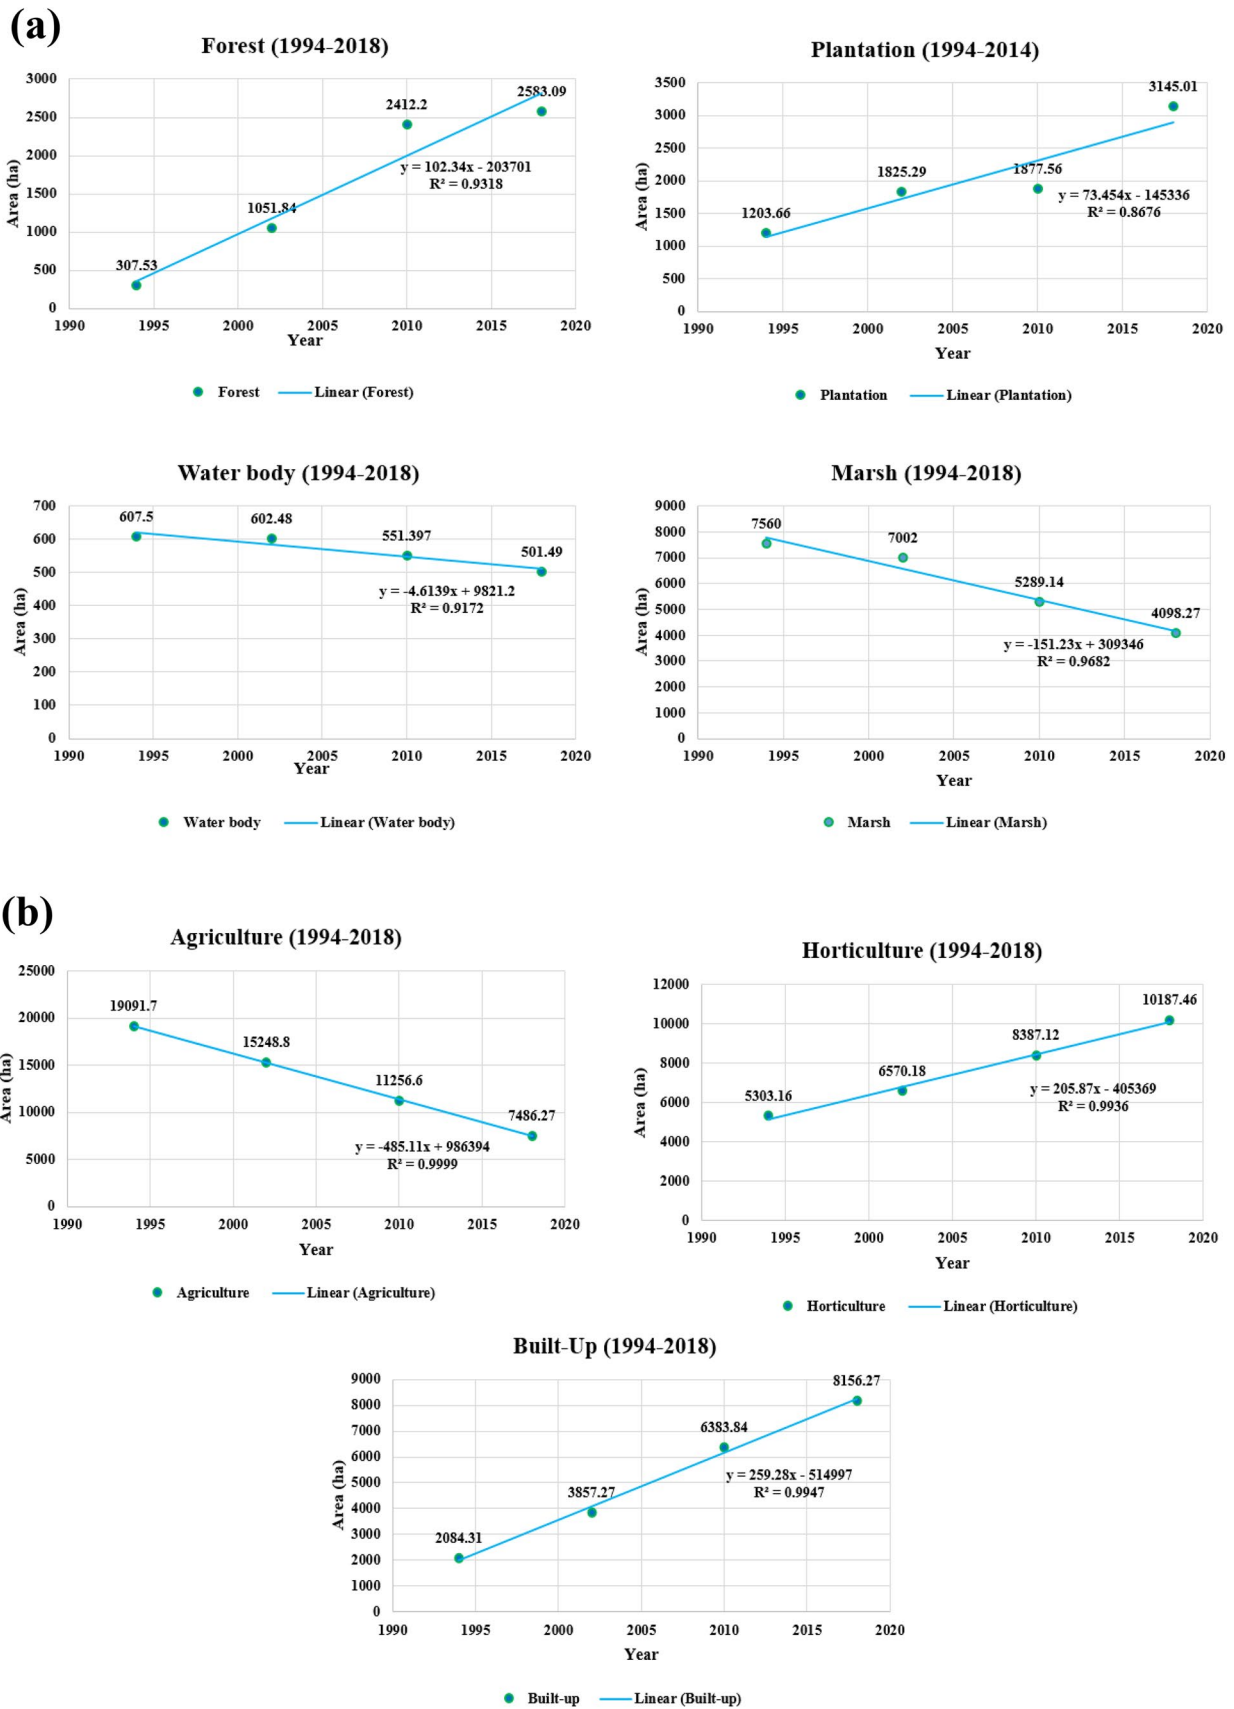 (a)
Forest (1994-2018)
3000
2500
2000
1500
1000
500
0
Area (ha)
307.53
1051.84
2412.2
2583.09
y = 102.34x - 203701
R² = 0.9318
1990 1995 2000 2005 2010 2015 2020
Year
Forest Linear (Forest)
Plantation (1994-2014)
3500
3000
2500
2000
1500
1000
500
0
Area (ha)
1203.66
1825.29
1877.56
3145.01
y = 73.454x - 145336
R² = 0.8676
1990 1995 2000 2005 2010 2015 2020
Year
Plantation Linear (Plantation)
Water body (1994-2018)
700
600
500
400
300
200
100
0
Area (ha)
607.5
602.48
551.397
501.49
y = -4.6139x + 9821.2
R² = 0.9172
1990 1995 2000 2005 2010 2015 2020
Year
Water body Linear (Water body)
Marsh (1994-2018)
9000
8000
7000
6000
5000
4000
3000
2000
1000
0
Area (ha)
7560
7002
5289.14
4098.27
y = -151.23x + 309346
R² = 0.9682
1990 1995 2000 2005 2010 2015 2020
Year
Marsh Linear (Marsh)
(b)
Agriculture (1994-2018)
25000
20000
15000
10000
5000
0
Area (ha)
19091.7
15248.8
11256.6
7486.27
y = -485.11x + 986394
R² = 0.9999
1990 1995 2000 2005 2010 2015 2020
Year
Agriculture Linear (Agriculture)
Horticulture (1994-2018)
12000
10000
8000
6000
4000
2000
0
Area (ha)
5303.16
6570.18
8387.12
10187.46
y = 205.87x - 405369
R² = 0.9936
1990 1995 2000 2005 2010 2015 2020
Year
Horticulture Linear (Horticulture)
Built-Up (1994-2018)
9000
8000
7000
6000
5000
4000
3000
2000
1000
0
Area (ha)
2084.31
3857.27
6383.84
8156.27
y = 259.28x - 514997
R² = 0.9947
1990 1995 2000 2005 2010 2015 2020
Year
Built-up Linear (Built-up)